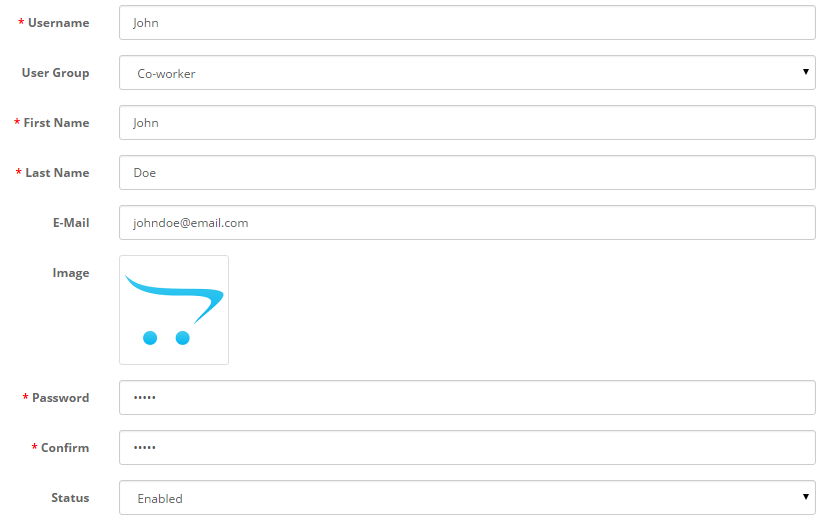 * Username John
User Group Co-worker
* First Name John
* Last Name Doe
E-Mail johndoe@email.com
Image
* Password •••••
* Confirm •••••
Status Enabled